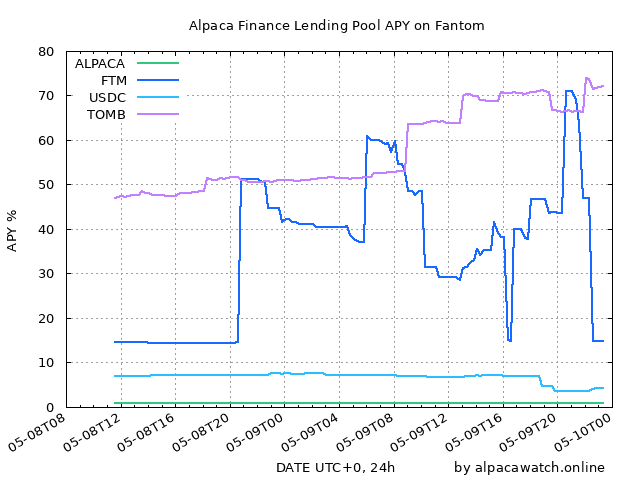 Alpaca Finance Lending Pool APY on Fantom
80
70
60
50
40
30
20
10
0
APY %
ALPACA
FTM
USDC
TOMB
05-08T08
05-08T12
05-08T16
05-08T20
05-09T00
05-09T04
05-09T08
05-09T12
05-09T16
05-09T20
05-10T00
DATE UTC+0, 24h
by alpacawatch.online